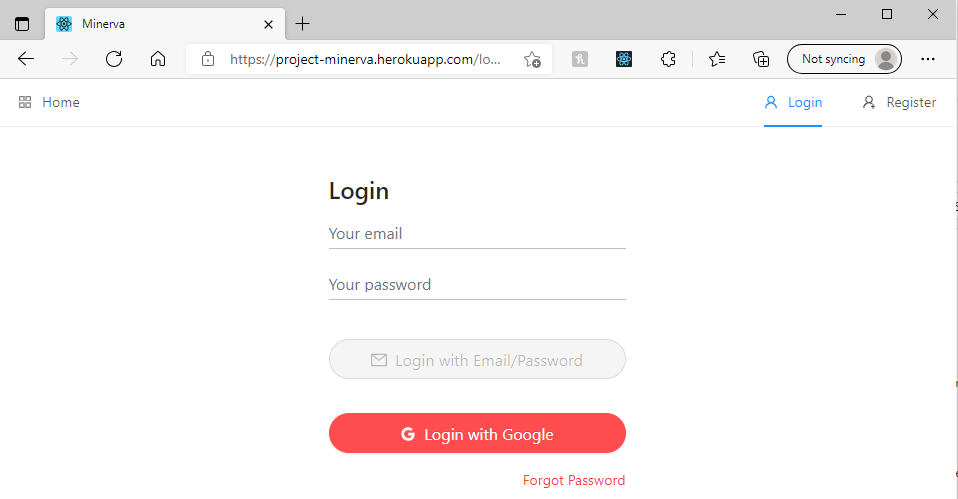 Minerva
https://project-minerva.herokuapp.com/lo...
Not syncing
Home
Login
Register
Login
Your email
Your password
Login with Email/Password
G Login with Google
Forgot Password